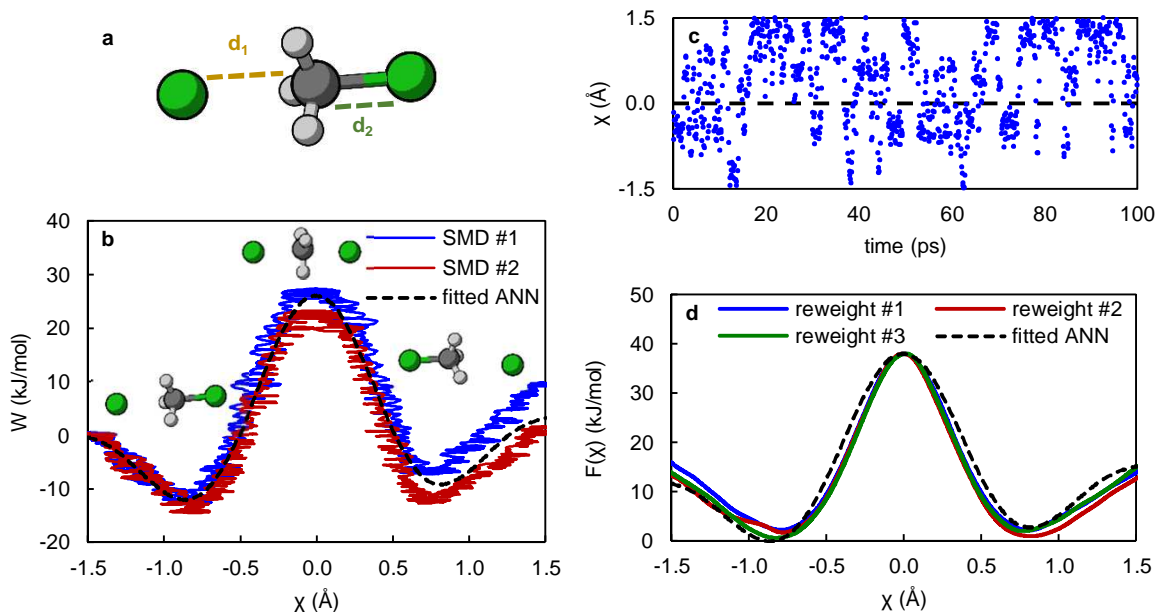 a
d₁
d₂
b
SMD #1
SMD #2
fitted ANN
W (kJ/mol)
40
30
20
10
0
-10
-20
-1.5
-1.0
-0.5
0.0
0.5
1.0
1.5
χ (Å)
c
χ (Å)
1.5
0.0
-1.5
0
20
40
60
80
100
time (ps)
d
reweight #1
reweight #2
reweight #3
fitted ANN
F(χ) (kJ/mol)
50
40
30
20
10
0
-1.5
-1.0
-0.5
0.0
0.5
1.0
1.5
χ (Å)